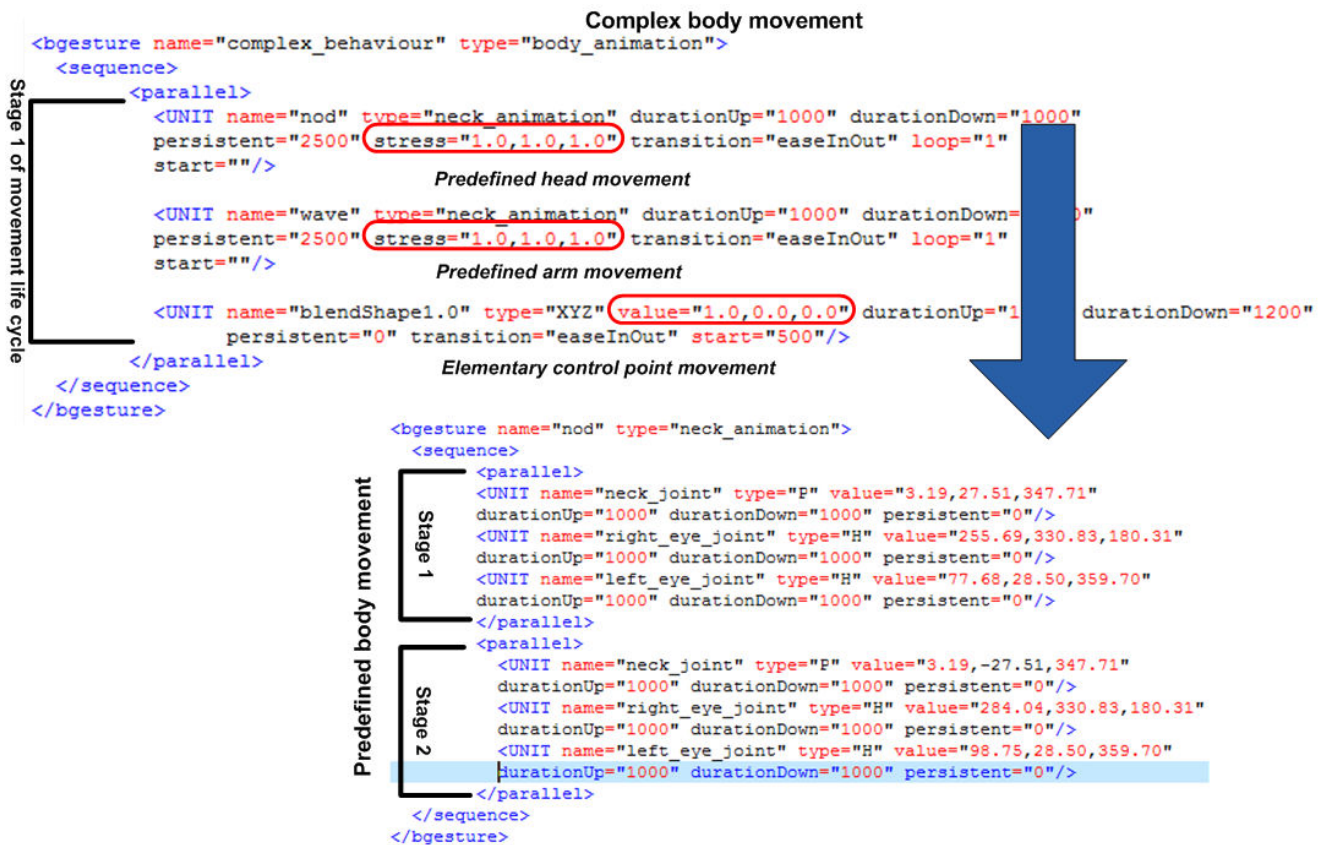 Complex body movement
<bgesture name="complex_behaviour" type="body_animation">
<sequence>
<parallel>
Stage 1 of movement life cycle
<UNIT name="nod" type="neck_animation" durationUp="1000" durationDown="1000"
persistent="2500" stress="1.0,1.0,1.0" transition="easeInOut" loop="1"
start=""/>
Predefined head movement
<UNIT name="wave" type="neck_animation" durationUp="1000" durationDown=
persistent="2500" stress="1.0,1.0,1.0" transition="easeInOut" loop="1"
start=""/>
Predefined arm movement
<UNIT name="blendShape1.0" type="XYZ" value="1.0,0.0,0.0" durationUp="1 durationDown="1200"
persistent="0" transition="easeInOut" start="500"/>
</parallel>
Elementary control point movement
</sequence>
</bgesture>
<bgesture name="nod" type="neck_animation">
<sequence>
Predefined body movement
<parallel>
Stage 1
<UNIT name="neck_joint" type="P" value="3.19,27.51,347.71"
durationUp="1000" durationDown="1000" persistent="0"/>
<UNIT name="right_eye_joint" type="H" value="255.69,330.83,180.31"
durationUp="1000" durationDown="1000" persistent="0"/>
<UNIT name="left_eye_joint" type="H" value="77.68,28.50,359.70"
durationUp="1000" durationDown="1000" persistent="0"/>
</parallel>
<parallel>
Stage 2
<UNIT name="neck_joint" type="P" value="3.19,-27.51,347.71"
durationUp="1000" durationDown="1000" persistent="0"/>
<UNIT name="right_eye_joint" type="H" value="284.04,330.83,180.31"
durationUp="1000" durationDown="1000" persistent="0"/>
<UNIT name="left_eye_joint" type="H" value="98.75,28.50,359.70"
durationUp="1000" durationDown="1000" persistent="0"/>
</parallel>
</sequence>
</bgesture>